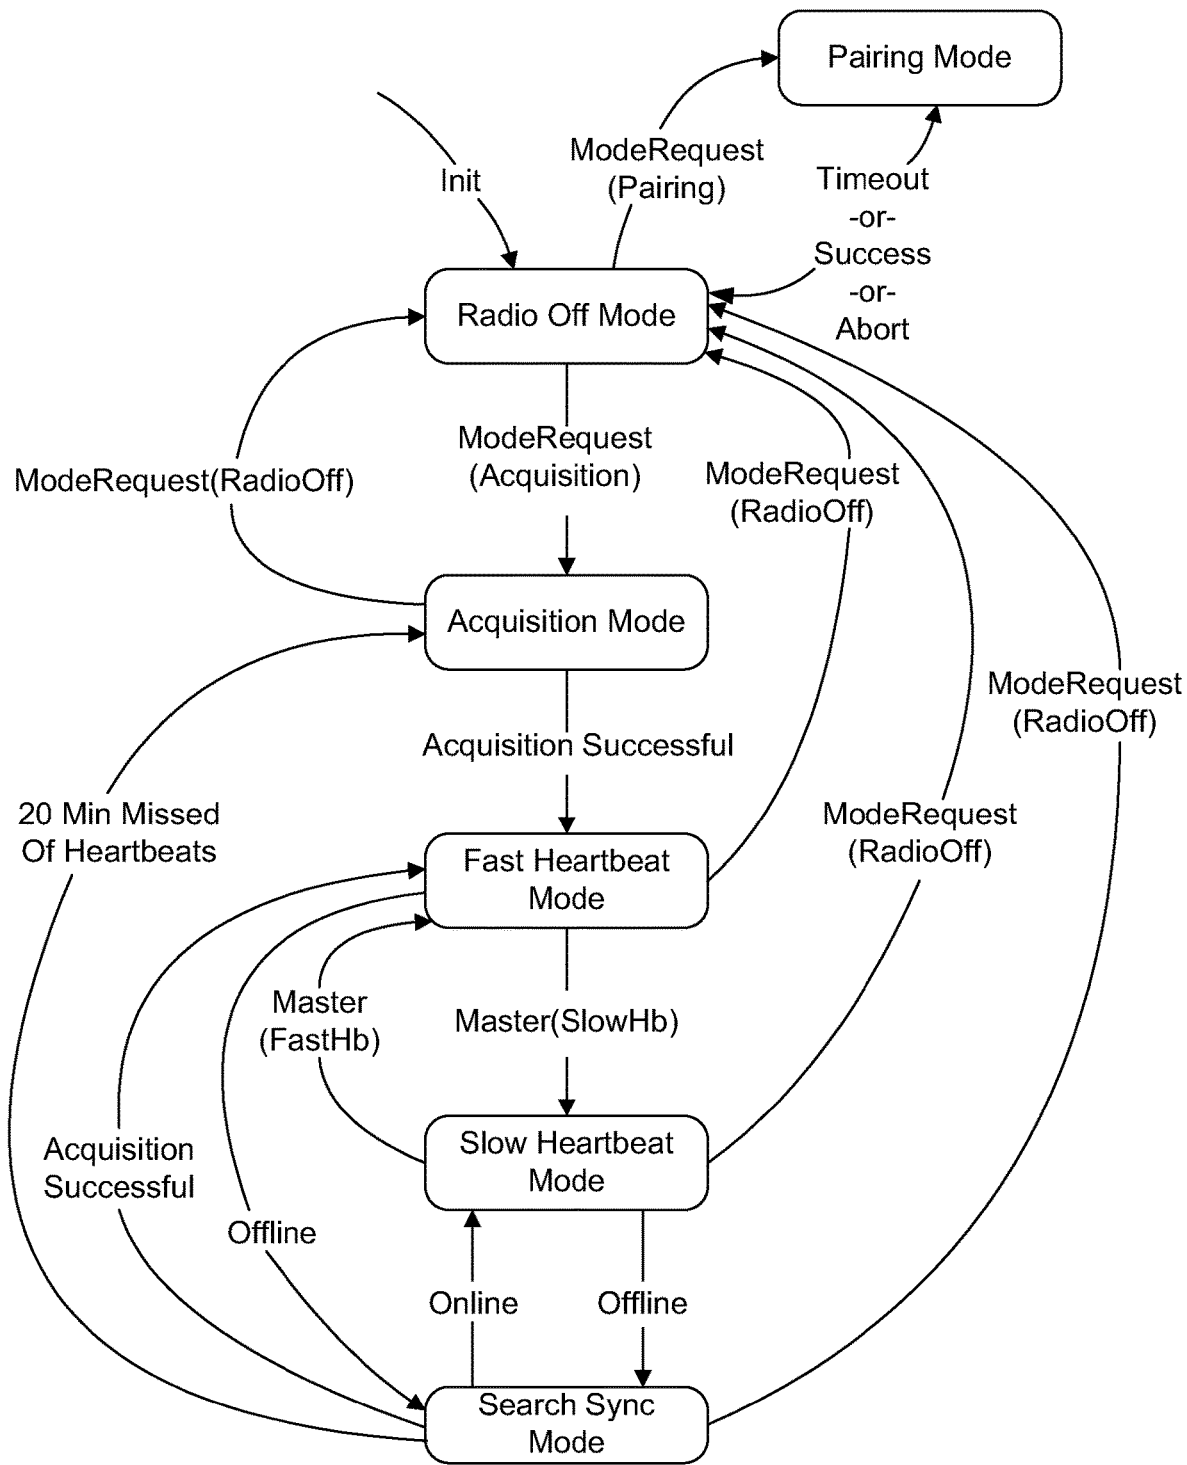 Pairing Mode
ModeRequest
(Pairing)
Init
Timeout
-or-
Success
-or-
Abort
Radio Off Mode
ModeRequest
(Acquisition)
ModeRequest(RadioOff)
ModeRequest
(RadioOff)
Acquisition Mode
ModeRequest
(RadioOff)
Acquisition Successful
20 Min Missed
Of Heartbeats
ModeRequest
(RadioOff)
Fast Heartbeat
Mode
Master
(FastHb)
Master(SlowHb)
Acquisition
Successful
Slow Heartbeat
Mode
Offline
Online
Offline
Search Sync
Mode